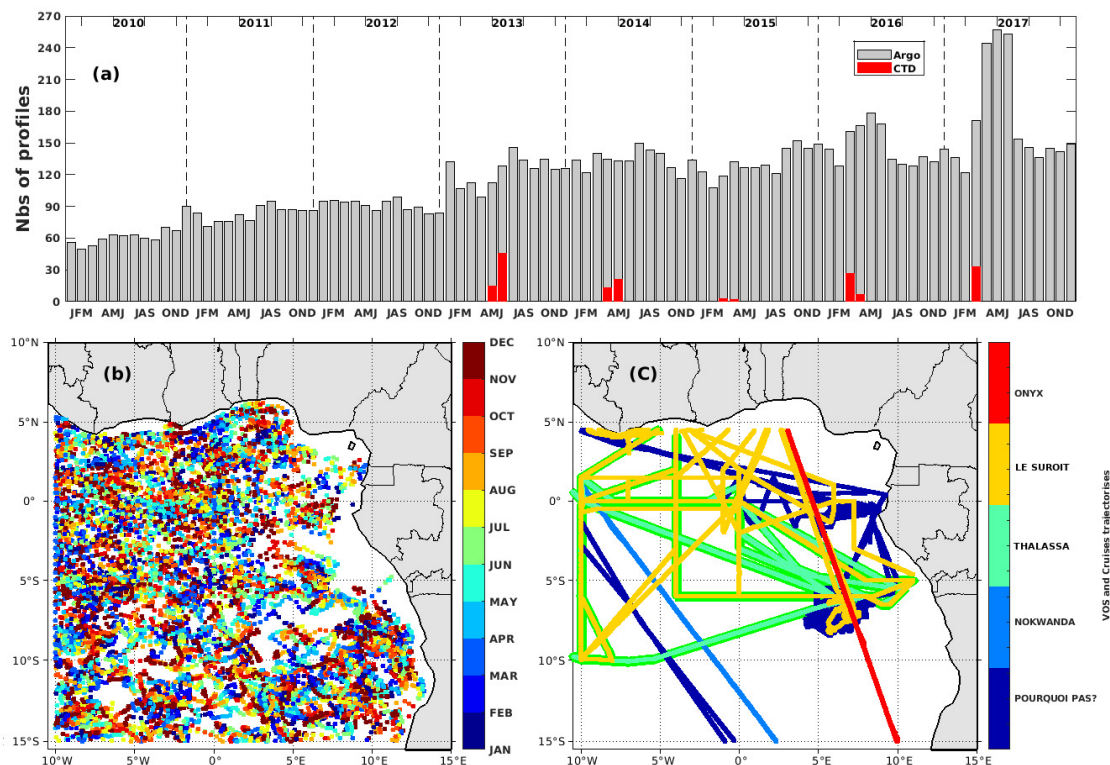 270
240
210
180
150
120
90
60
30
0
Nbs of profiles
2010 2011 2012 2013 2014 2015 2016 2017
(a)
Argo
CTD
JFM AMJ JAS OND JFM AMJ JAS OND JFM AMJ JAS OND JFM AMJ JAS OND JFM AMJ JAS OND JFM AMJ JAS OND JFM AMJ JAS OND JFM AMJ JAS OND
10°N
5°N
0°
5°S
10°S
15°S
(b)
10°W 5°W 0° 5°E 10°E 15°E
DEC
NOV
OCT
SEP
AUG
JUL
JUN
MAY
APR
MAR
FEB
JAN
10°N
5°N
0°
5°S
10°S
15°S
(C)
10°W 5°W 0° 5°E 10°E 15°E
ONYX
LE SUROIT
THALASSA
NOKWANDA
POURQUOI PAS?
VOS and Cruises traiectorises